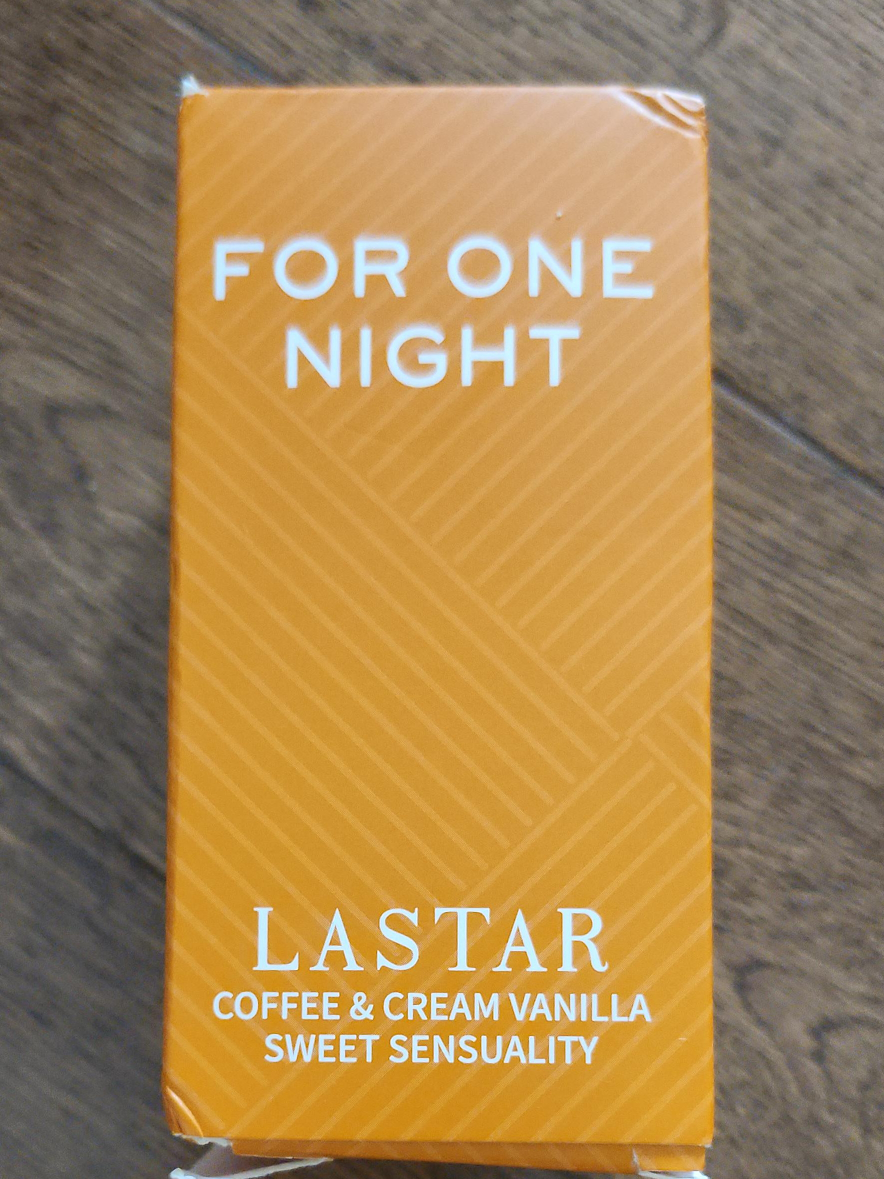 FOR ONE
NIGHT
LASTAR
COFFEE & CREAM VANILLA
SWEET SENSUALITY